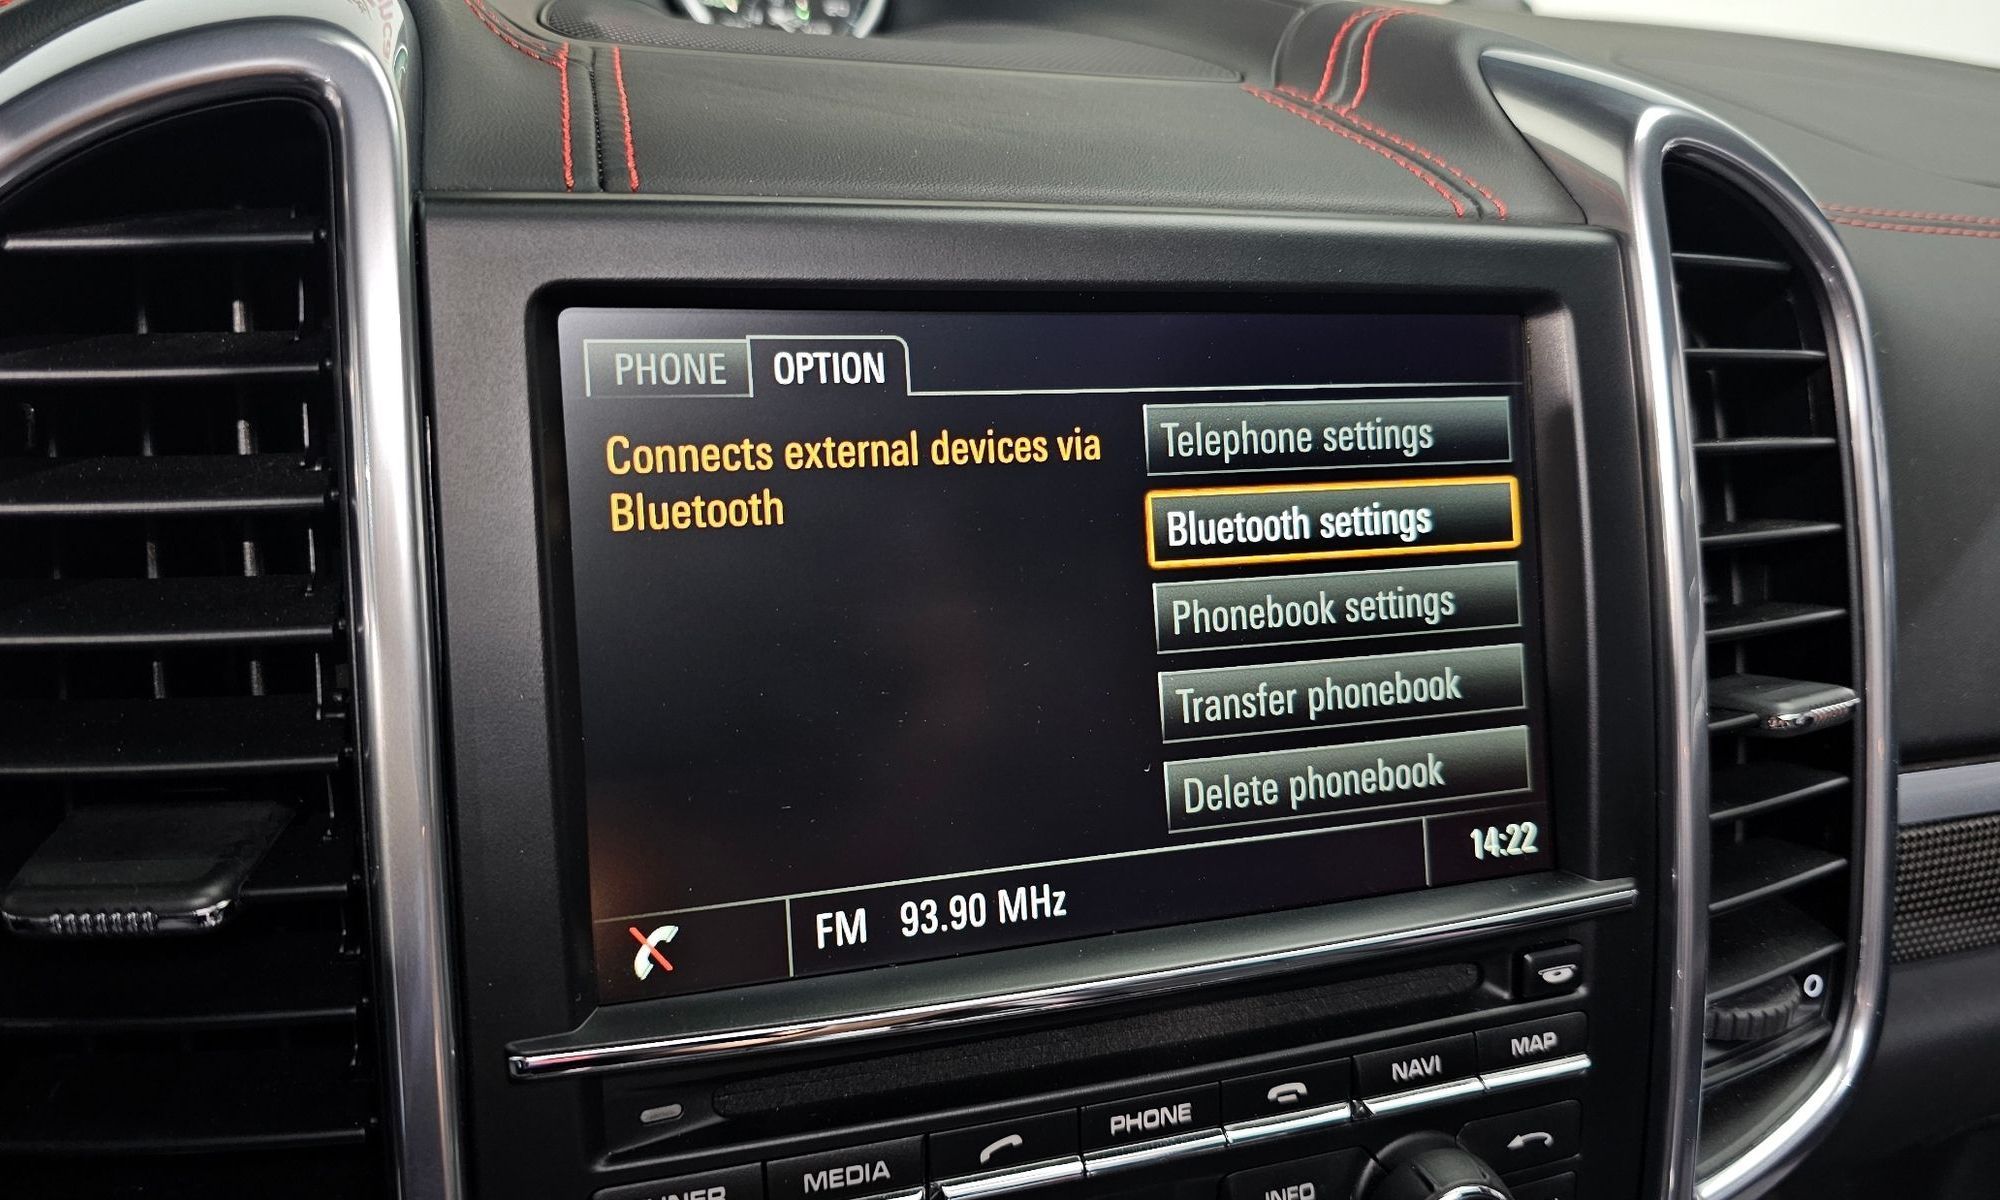 PHONE OPTION
Connects external devices via
Bluetooth
Telephone settings
Bluetooth settings
Phonebook settings
Transfer phonebook
Delete phonebook
14:22
FM 93.90 MHz
MEDIA
PHONE
NAVI
MAP
INFO